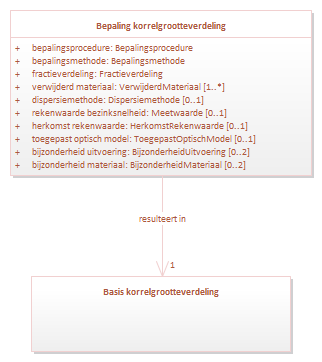 Bepaling korrelgrootteverdeling
+ bepalingsprocedure: Bepalingsprocedure
+ bepalingsmethode: Bepalingsmethode
+ fractieverdeling: Fractieverdeling
+ verwijderd materiaal: VerwijderdMateriaal [1..*]
+ dispersiemethode: Dispersiemethode [0..1]
+ rekenwaarde bezinksnelheid: Meetwaarde [0..1]
+ herkomst rekenwaarde: HerkomstRekenwaarde [0..1]
+ toegepast optisch model: ToegepastOptischModel [0..1]
+ bijzonderheid uitvoering: BijzonderheidUitvoering [0..2]
+ bijzonderheid materiaal: BijzonderheidMateriaal [0..2]
resulteert in
1
Basis korrelgrootteverdeling